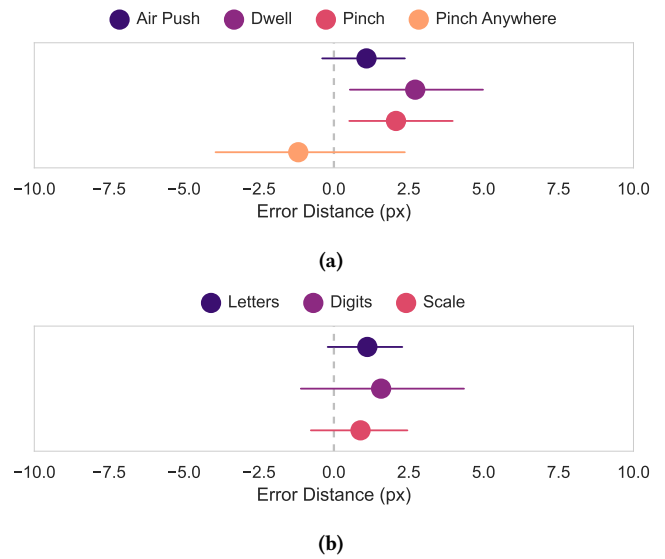 Air Push Dwell Pinch Pinch Anywhere
−10.0 −7.5 −5.0 −2.5 0.0 2.5 5.0 7.5 10.0
Error Distance (px)
(a)
Letters Digits Scale
−10.0 −7.5 −5.0 −2.5 0.0 2.5 5.0 7.5 10.0
Error Distance (px)
(b)